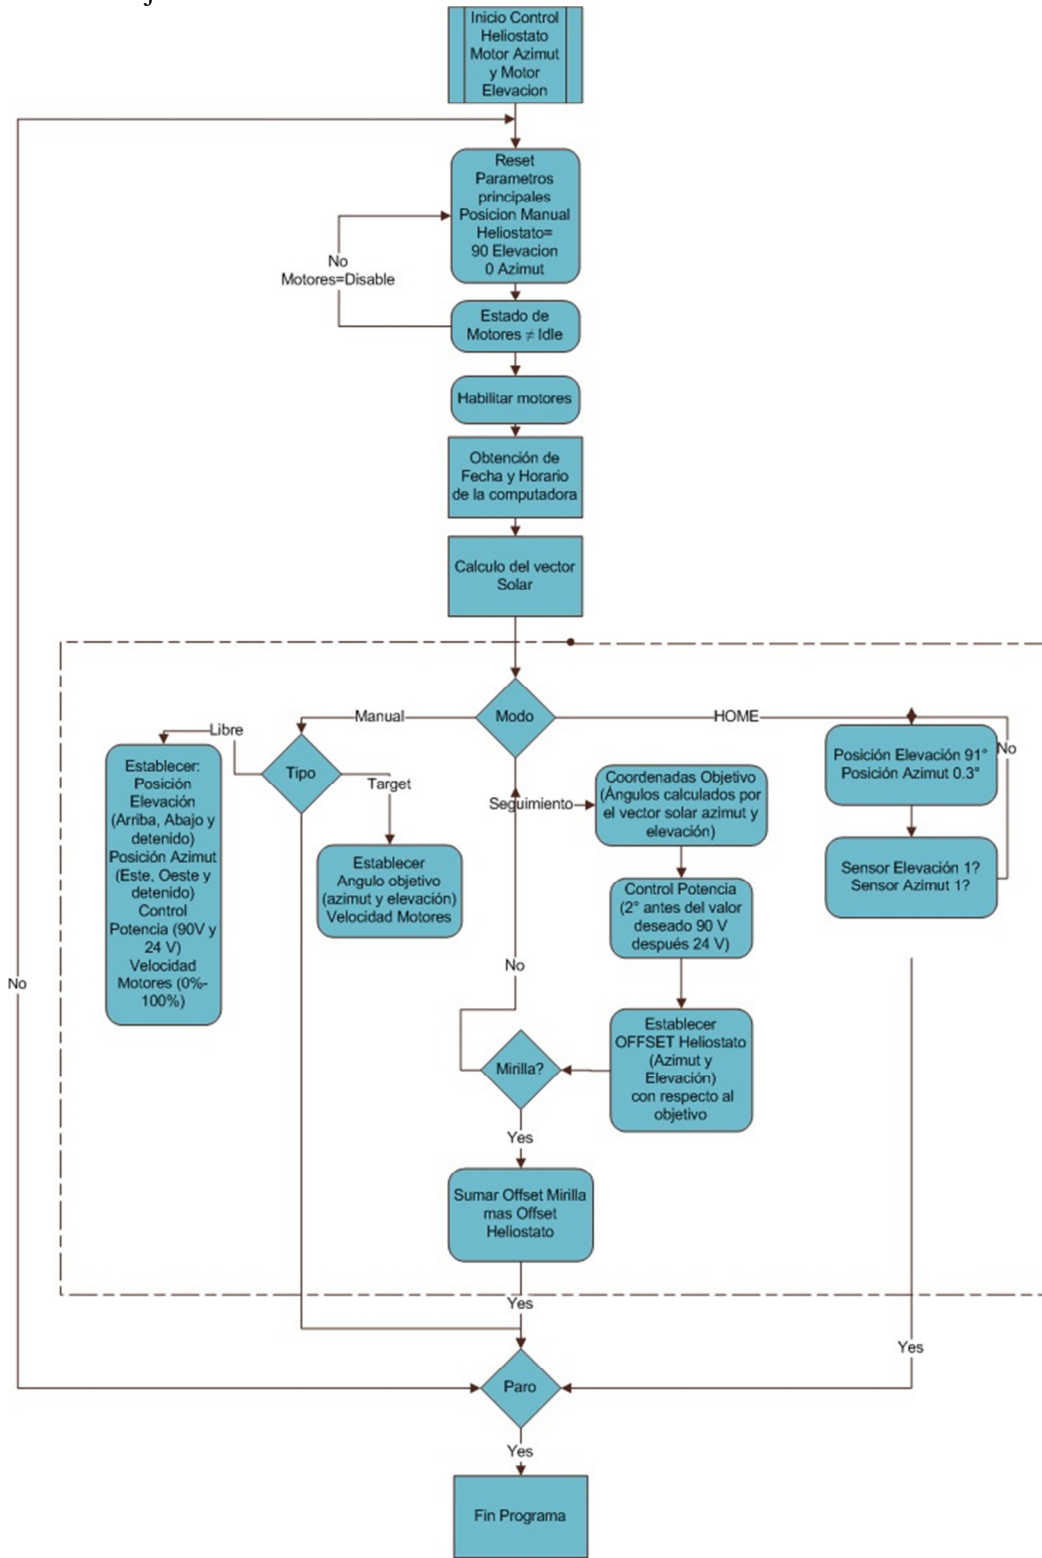 Inicio Control
Heliostato
Motor Azimut
y Motor
Elevacion
Reset
Parametros
principales
Posicion Manual
Heliostato=
90 Elevacion
0 Azimut
No
Motores=Disable
Estado de
Motores ≠ Idle
Habilitar motores
Obtención de
Fecha y Horario
de la computadora
Calculo del vector
Solar
Modo
Manual
HOME
Libre
Tipo
Target
Establecer:
Posición
Elevación
(Arriba, Abajo y
detenido)
Posición Azimut
(Este, Oeste y
detenido)
Control
Potencia (90V y
24 V)
Velocidad
Motores (0%-
100%)
Establecer
Angulo objetivo
(azimut y elevación)
Velocidad Motores
Seguimiento
Coordenadas Objetivo
(Ángulos calculados por
el vector solar azimut y
elevación)
Control Potencia
(2° antes del valor
deseado 90 V
después 24 V)
Establecer
OFFSET Heliostato
(Azimut y
Elevación)
con respecto al
objetivo
Posición Elevación 91°
Posición Azimut 0.3°
No
Sensor Elevación 1?
Sensor Azimut 1?
No
Mirilla?
Yes
Sumar Offset Mirilla
mas Offset
Heliostato
No
Yes
Yes
Paro
Yes
Fin Programa